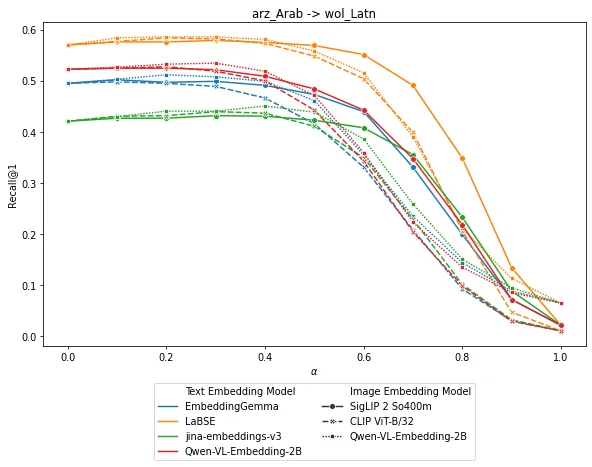 arz_Arab -> wol_Latn
Recall@1
0.6
0.5
0.4
0.3
0.2
0.1
0.0
0.0 0.2 0.4 0.6 0.8 1.0
α
Text Embedding Model Image Embedding Model
EmbeddingGemma SigLIP 2 So400m
LaBSE CLIP ViT-B/32
jina-embeddings-v3 Qwen-VL-Embedding-2B
Qwen-VL-Embedding-2B